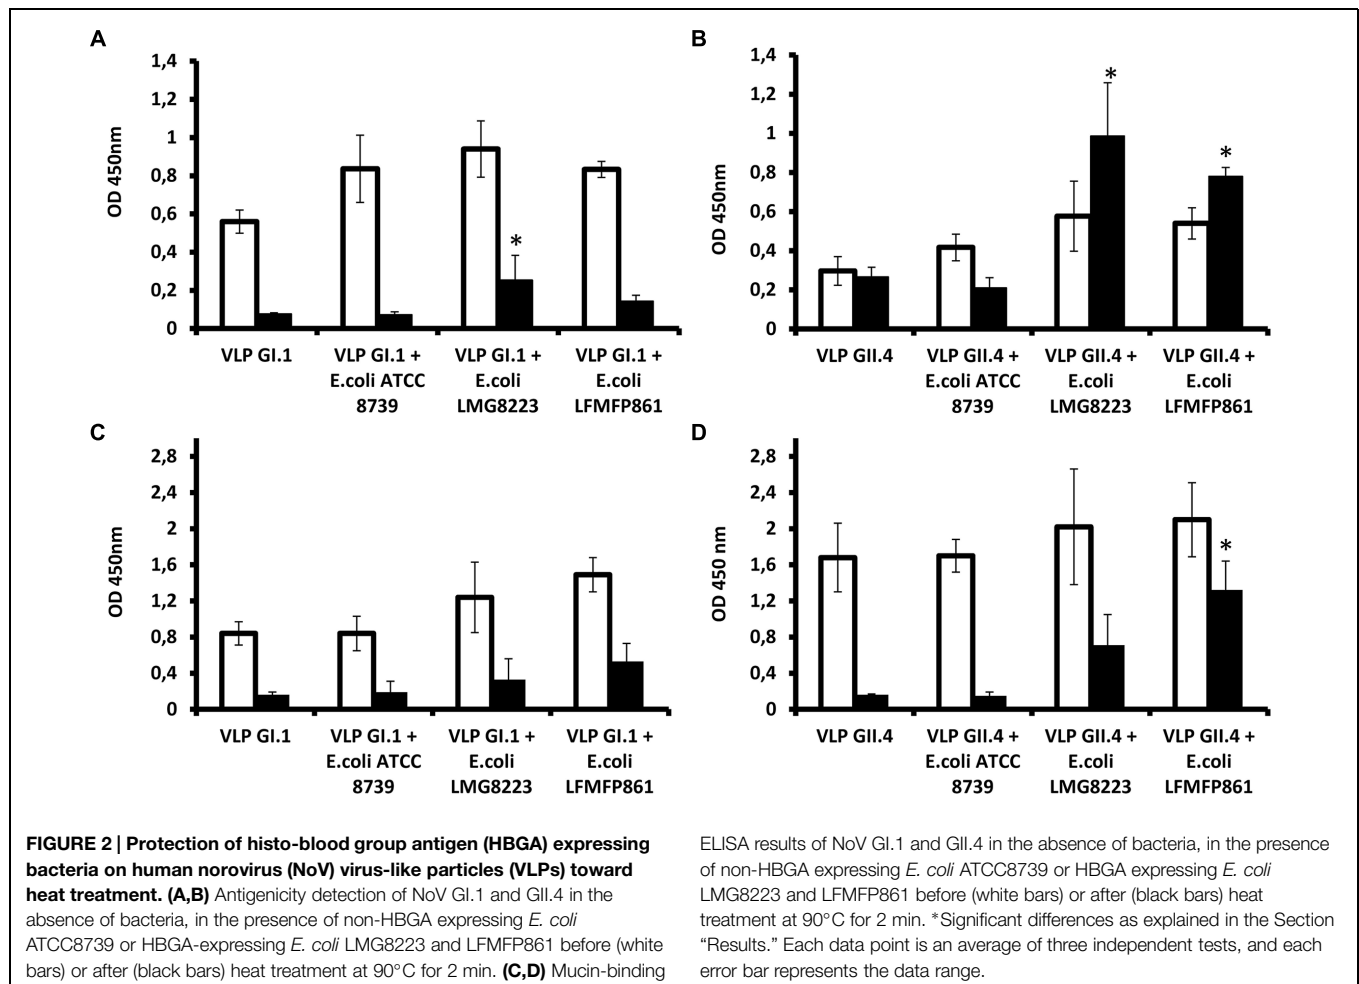 A
1,4
1,2
1
0,8
0,6
0,4
0,2
0
OD 450nm
*
VLP GI.1
VLP GI.1 +
E.coli ATCC
8739
VLP GI.1 +
E.coli
LMG8223
VLP GI.1 +
E.coli
LFMFP861
B
1,4
1,2
1
0,8
0,6
0,4
0,2
0
OD 450nm
*
*
VLP GII.4
VLP GII.4 +
E.coli ATCC
8739
VLP GII.4 +
E.coli
LMG8223
VLP GII.4 +
E.coli
LFMFP861
C
2,8
2,4
2
1,6
1,2
0,8
0,4
0
OD 450nm
VLP GI.1
VLP GI.1 +
E.coli ATCC
8739
VLP GI.1 +
E.coli
LMG8223
VLP GI.1 +
E.coli
LFMFP861
D
2,8
2,4
2
1,6
1,2
0,8
0,4
0
OD 450 nm
*
VLP GII.4
VLP GII.4 +
E.coli ATCC
8739
VLP GII.4 +
E.coli
LMG8223
VLP GII.4 +
E.coli
LFMFP861
FIGURE 2 | Protection of histo-blood group antigen (HBGA) expressing
bacteria on human norovirus (NoV) virus-like particles (VLPs) toward
heat treatment. (A,B) Antigenicity detection of NoV GI.1 and GII.4 in the
absence of bacteria, in the presence of non-HBGA expressing E. coli
ATCC8739 or HBGA-expressing E. coli LMG8223 and LFMFP861 before (white
bars) or after (black bars) heat treatment at 90°C for 2 min. (C,D) Mucin-binding
ELISA results of NoV GI.1 and GII.4 in the absence of bacteria, in the presence
of non-HBGA expressing E. coli ATCC8739 or HBGA expressing E. coli
LMG8223 and LFMFP861 before (white bars) or after (black bars) heat
treatment at 90°C for 2 min. *Significant differences as explained in the Section
“Results.” Each data point is an average of three independent tests, and each
error bar represents the data range.